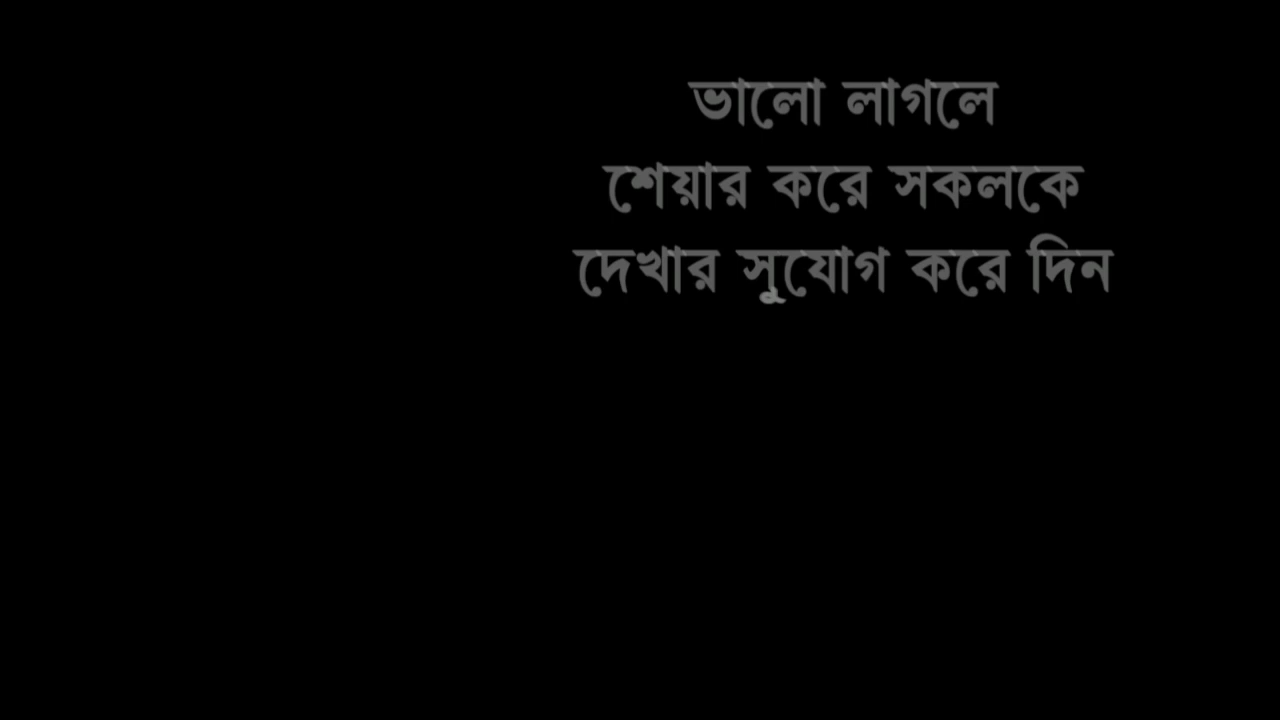 ভালো লাগলে
শেয়ার করে সকলকে
দেখার সুযোগ করে দিন